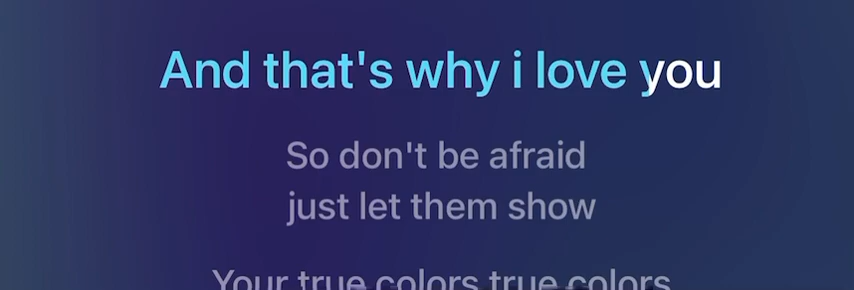 And that's why i love you
So don't be afraid
just let them show
Your true colors true colors